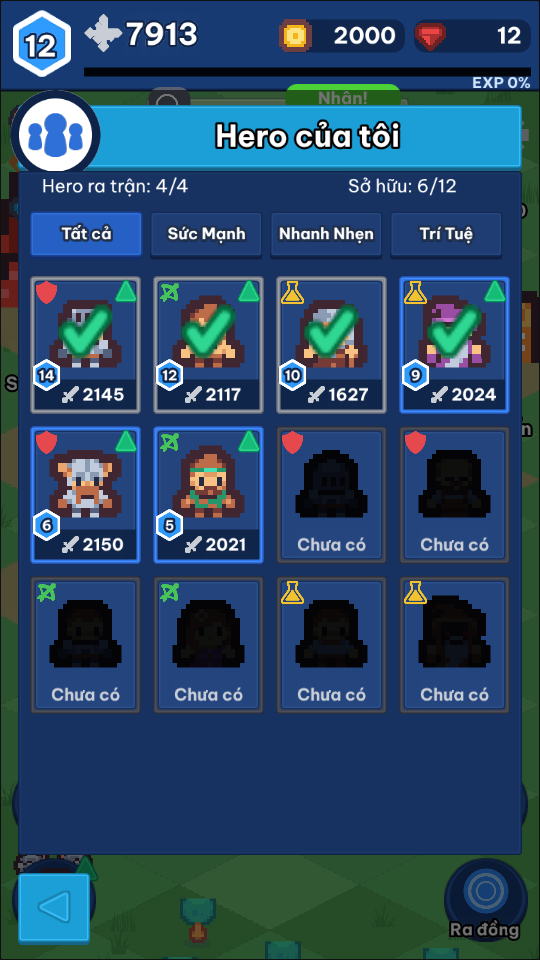 12 7913 2000 12
EXP 0%
Nhận!
Hero của tôi
Hero ra trận: 4/4 Sở hữu: 6/12
Tất cả Sức Mạnh Nhanh Nhẹn Trí Tuệ
14 2145 12 2117 10 1627 9 2024
6 2150 5 2021 Chưa có Chưa có
Chưa có Chưa có Chưa có Chưa có
Ra đồng